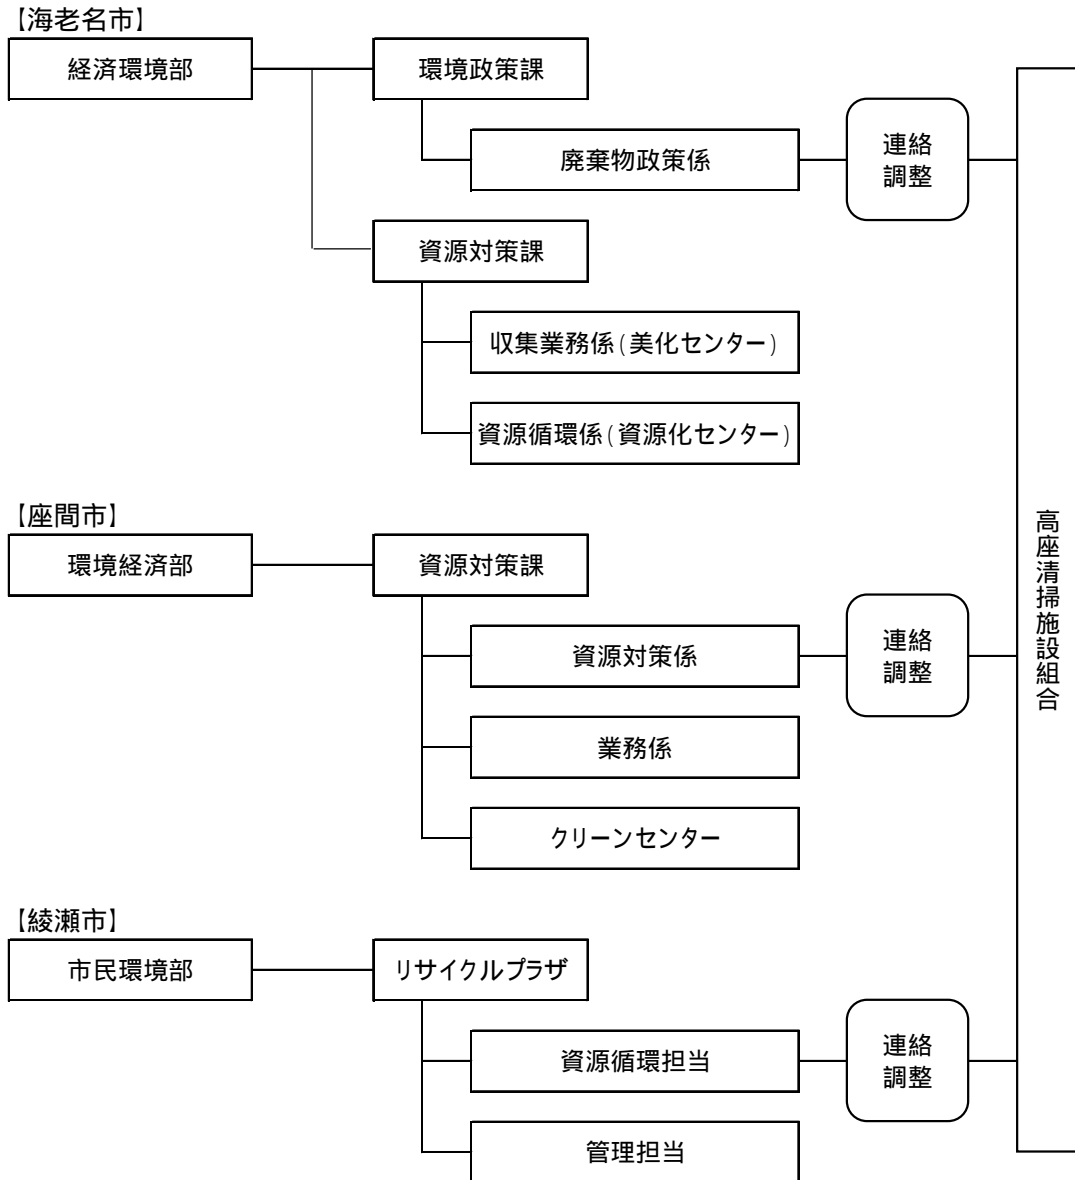 【海老名市】
経済環境部
環境政策課
廃棄物政策係
連絡
調整
資源対策課
収集業務係(美化センター)
資源循環係(資源化センター)
【座間市】
環境経済部
資源対策課
資源対策係
連絡
調整
業務係
クリーンセンター
【綾瀬市】
市民環境部
リサイクルプラザ
資源循環担当
連絡
調整
管理担当
高座清掃施設組合